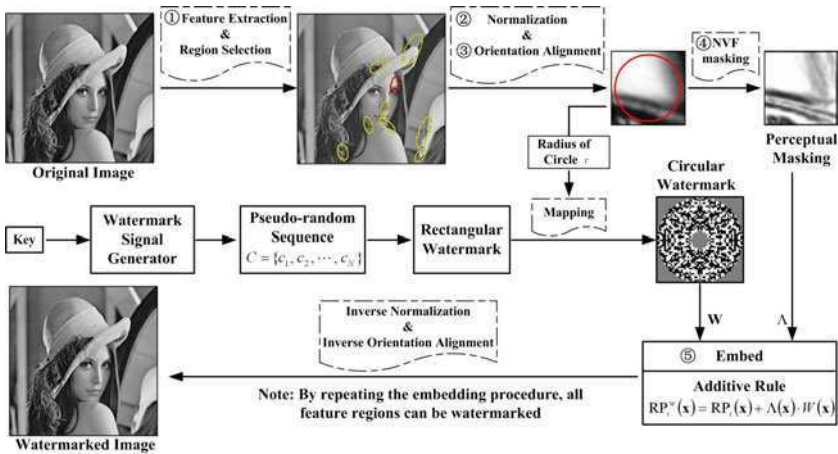 ① Feature Extraction
&
Region Selection
② Normalization
&
③ Orientation Alignment
④ NVF
masking
Original Image
Radius of
Circle r
Perceptual
Masking
Circular
Watermark
Mapping
Key
Watermark
Signal
Generator
Pseudo-random
Sequence
C = {c₁, c₂, ⋯, c_N}
Rectangular
Watermark
W
Λ
Inverse Normalization
&
Inverse Orientation Alignment
⑤ Embed
Additive Rule
RP_i^w(x) = RP_i(x) + Λ(x)·W(x)
Note: By repeating the embedding procedure, all
feature regions can be watermarked
Watermarked Image